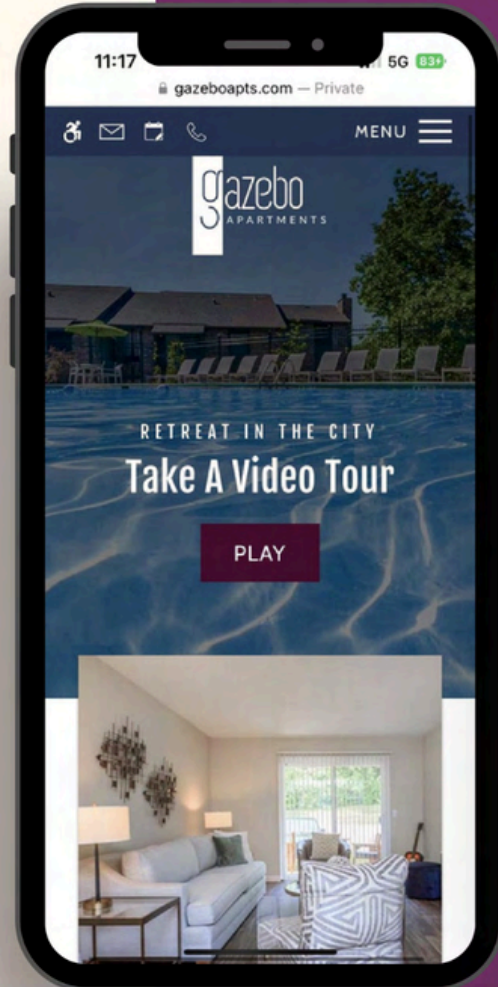 11:17
5G 83
gazeboapts.com — Private
MENU
gazebo
APARTMENTS
RETREAT IN THE CITY
Take A Video Tour
PLAY